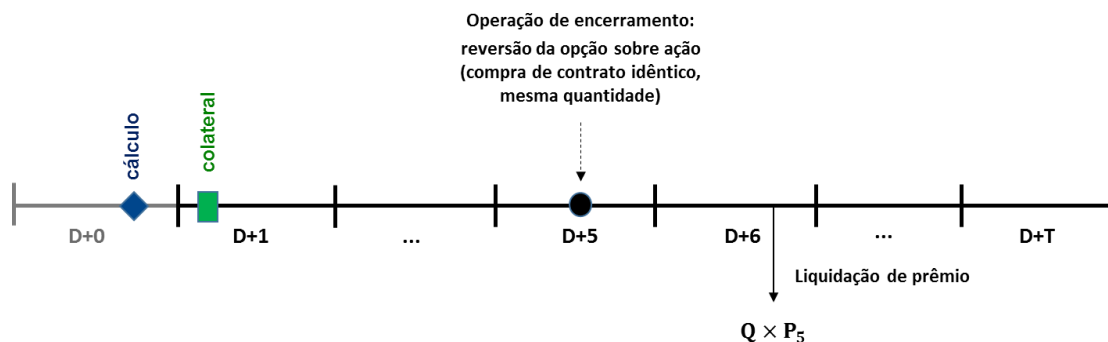 Operação de encerramento:
reversão da opção sobre ação
(compra de contrato idêntico,
mesma quantidade)
cálculo
colateral
D+0
D+1
...
D+5
D+6
...
D+T
Liquidação de prêmio
Q × P₅